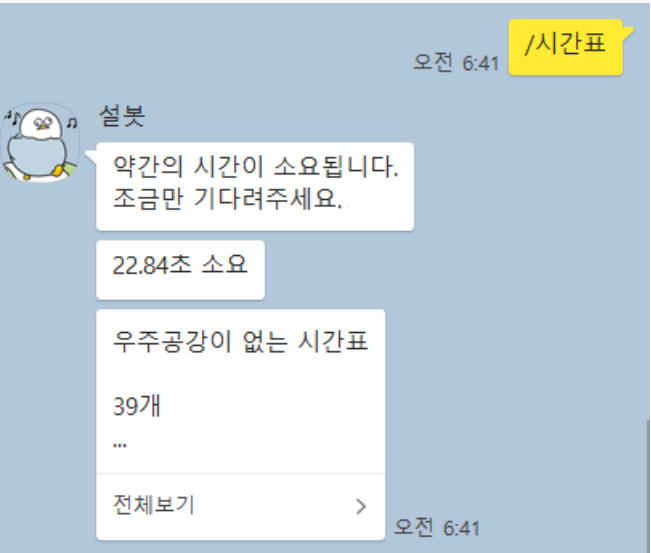 /시간표
오전 6:41
설봇
약간의 시간이 소요됩니다.
조금만 기다려주세요.
22.84초 소요
우주공강이 없는 시간표
39개
...
전체보기
오전 6:41